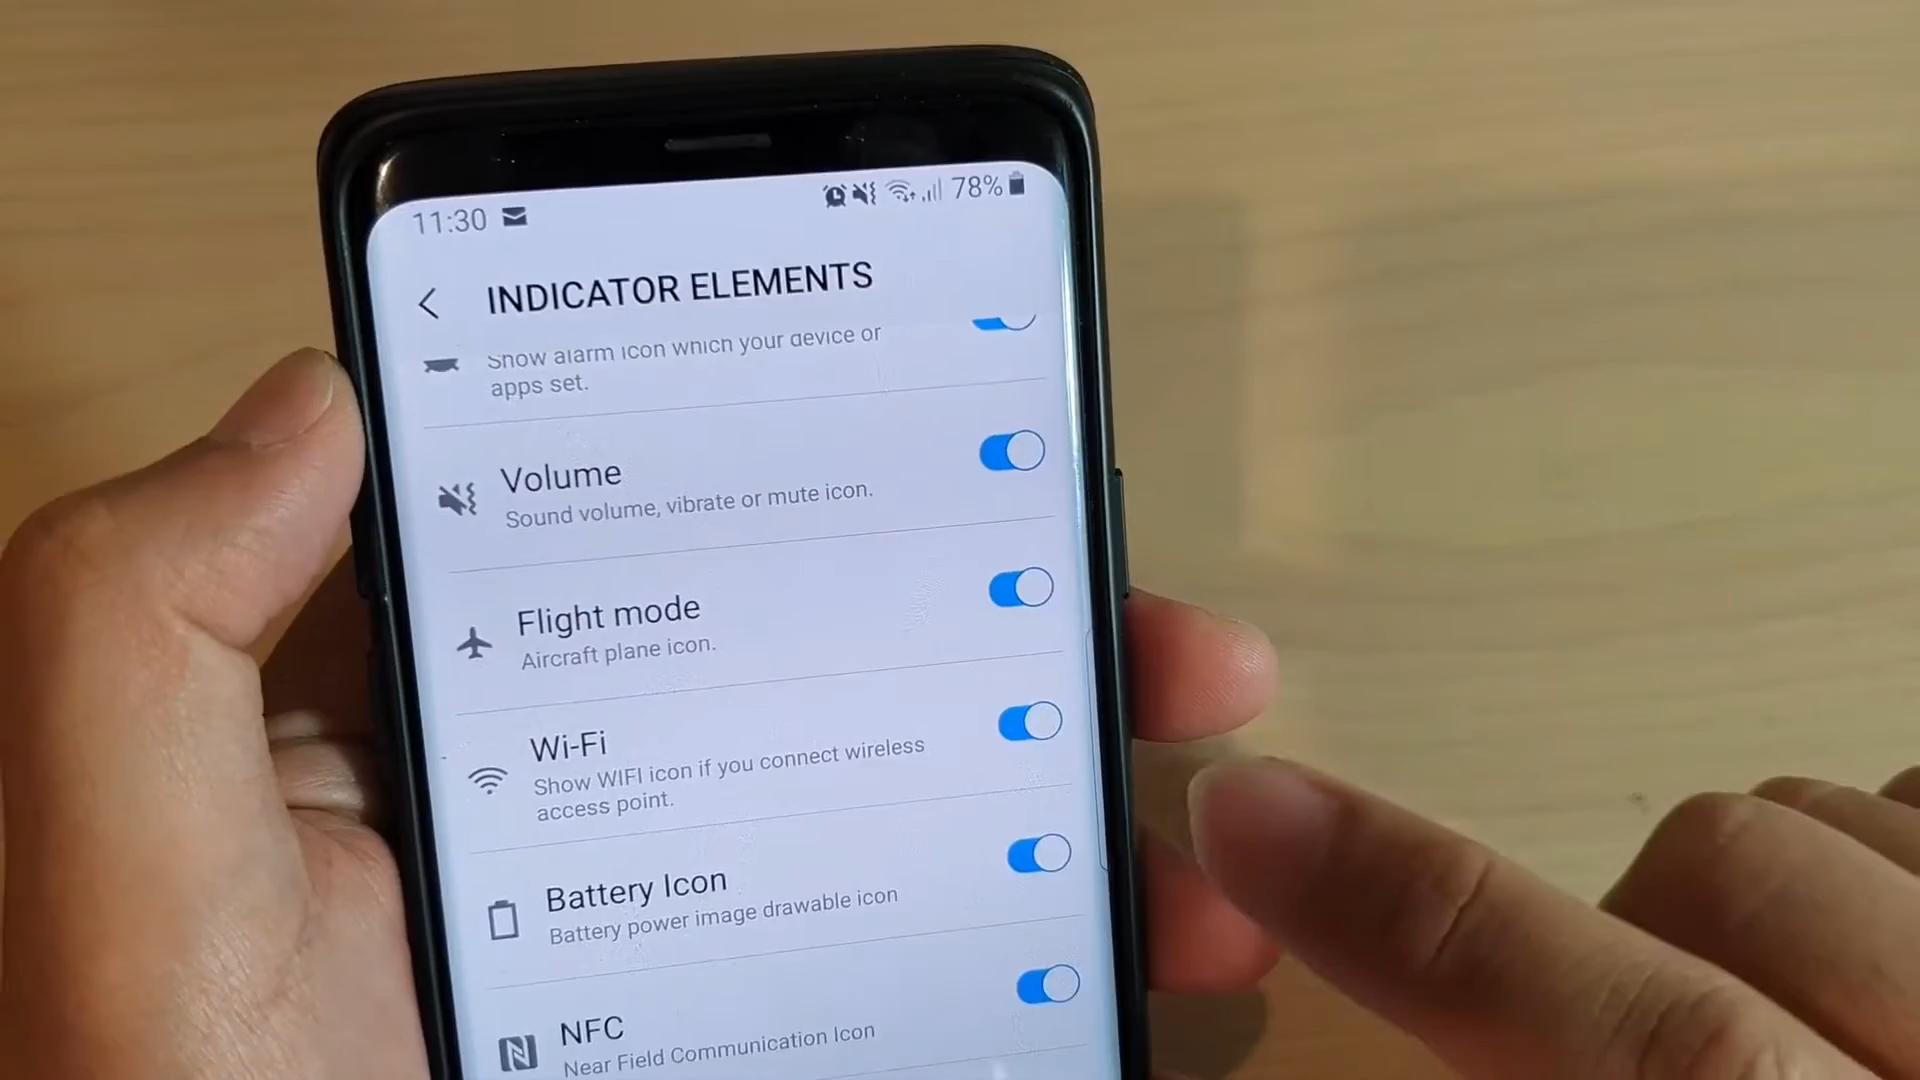 11:30 78%
INDICATOR ELEMENTS
Show alarm icon which your device or
apps set.
Volume
Sound volume, vibrate or mute icon.
Flight mode
Aircraft plane icon.
Wi-Fi
Show WIFI icon if you connect wireless
access point.
Battery Icon
Battery power image drawable icon
NFC
Near Field Communication Icon